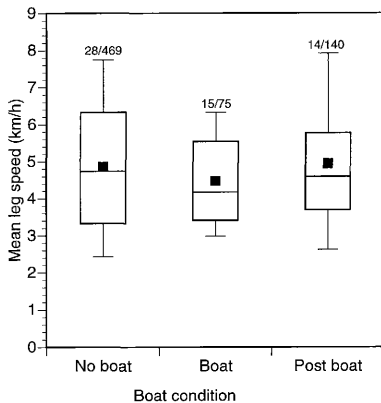 9
8
7
6
5
4
3
2
1
0
Mean leg speed (km/h)
28/469
15/75
14/140
No boat
Boat
Post boat
Boat condition